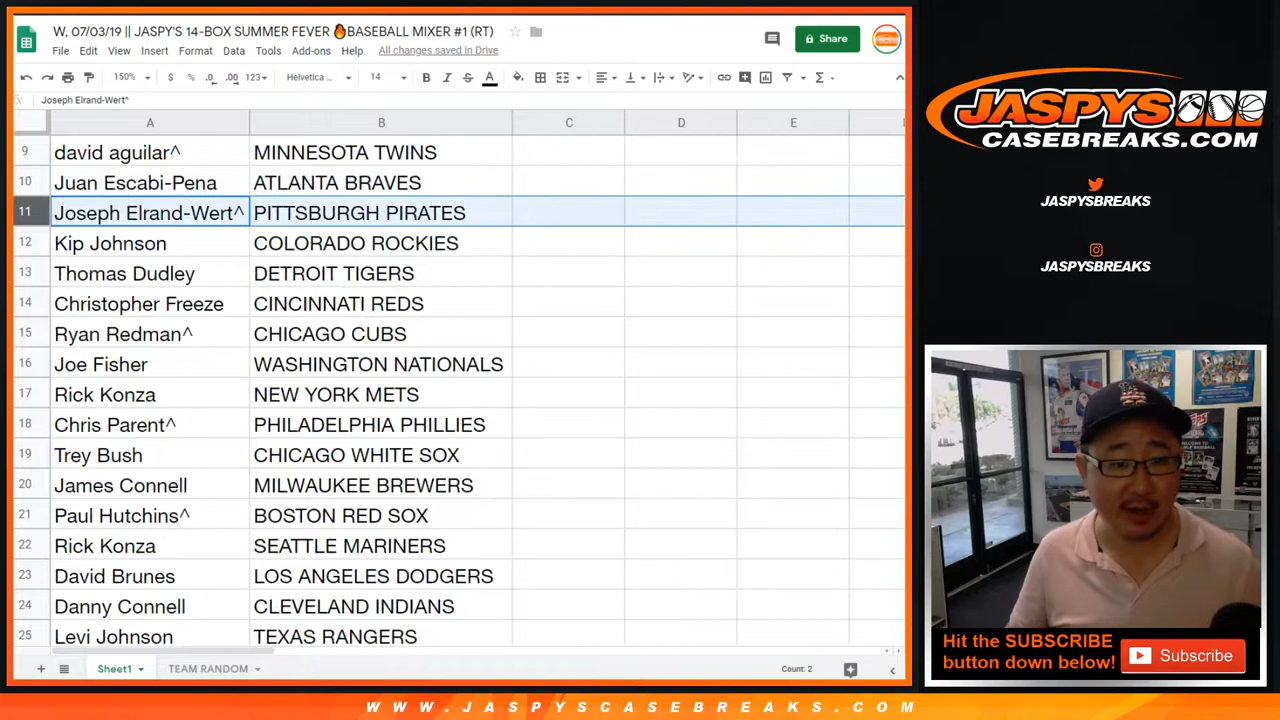 W, 07/03/19 || JASPY'S 14-BOX SUMMER FEVER 🔥BASEBALL MIXER #1 (RT)
File Edit View Insert Format Data Tools Add-ons Help All changes saved in Drive
Share
150% $ % .0 .00 123 Helvetica ... 14 B I S A
fx Joseph Elrand-Wert^
A B C D E
9 david aguilar^ MINNESOTA TWINS
10 Juan Escabi-Pena ATLANTA BRAVES
11 Joseph Elrand-Wert^ PITTSBURGH PIRATES
12 Kip Johnson COLORADO ROCKIES
13 Thomas Dudley DETROIT TIGERS
14 Christopher Freeze CINCINNATI REDS
15 Ryan Redman^ CHICAGO CUBS
16 Joe Fisher WASHINGTON NATIONALS
17 Rick Konza NEW YORK METS
18 Chris Parent^ PHILADELPHIA PHILLIES
19 Trey Bush CHICAGO WHITE SOX
20 James Connell MILWAUKEE BREWERS
21 Paul Hutchins^ BOSTON RED SOX
22 Rick Konza SEATTLE MARINERS
23 David Brunes LOS ANGELES DODGERS
24 Danny Connell CLEVELAND INDIANS
25 Levi Johnson TEXAS RANGERS
Sheet1 TEAM RANDOM Count: 2
JASPYS
CASEBREAKS.COM
JASPYSBREAKS
JASPYSBREAKS
Hit the SUBSCRIBE
button down below!
Subscribe
WWW.JASPYSCASEBREAKS.COM